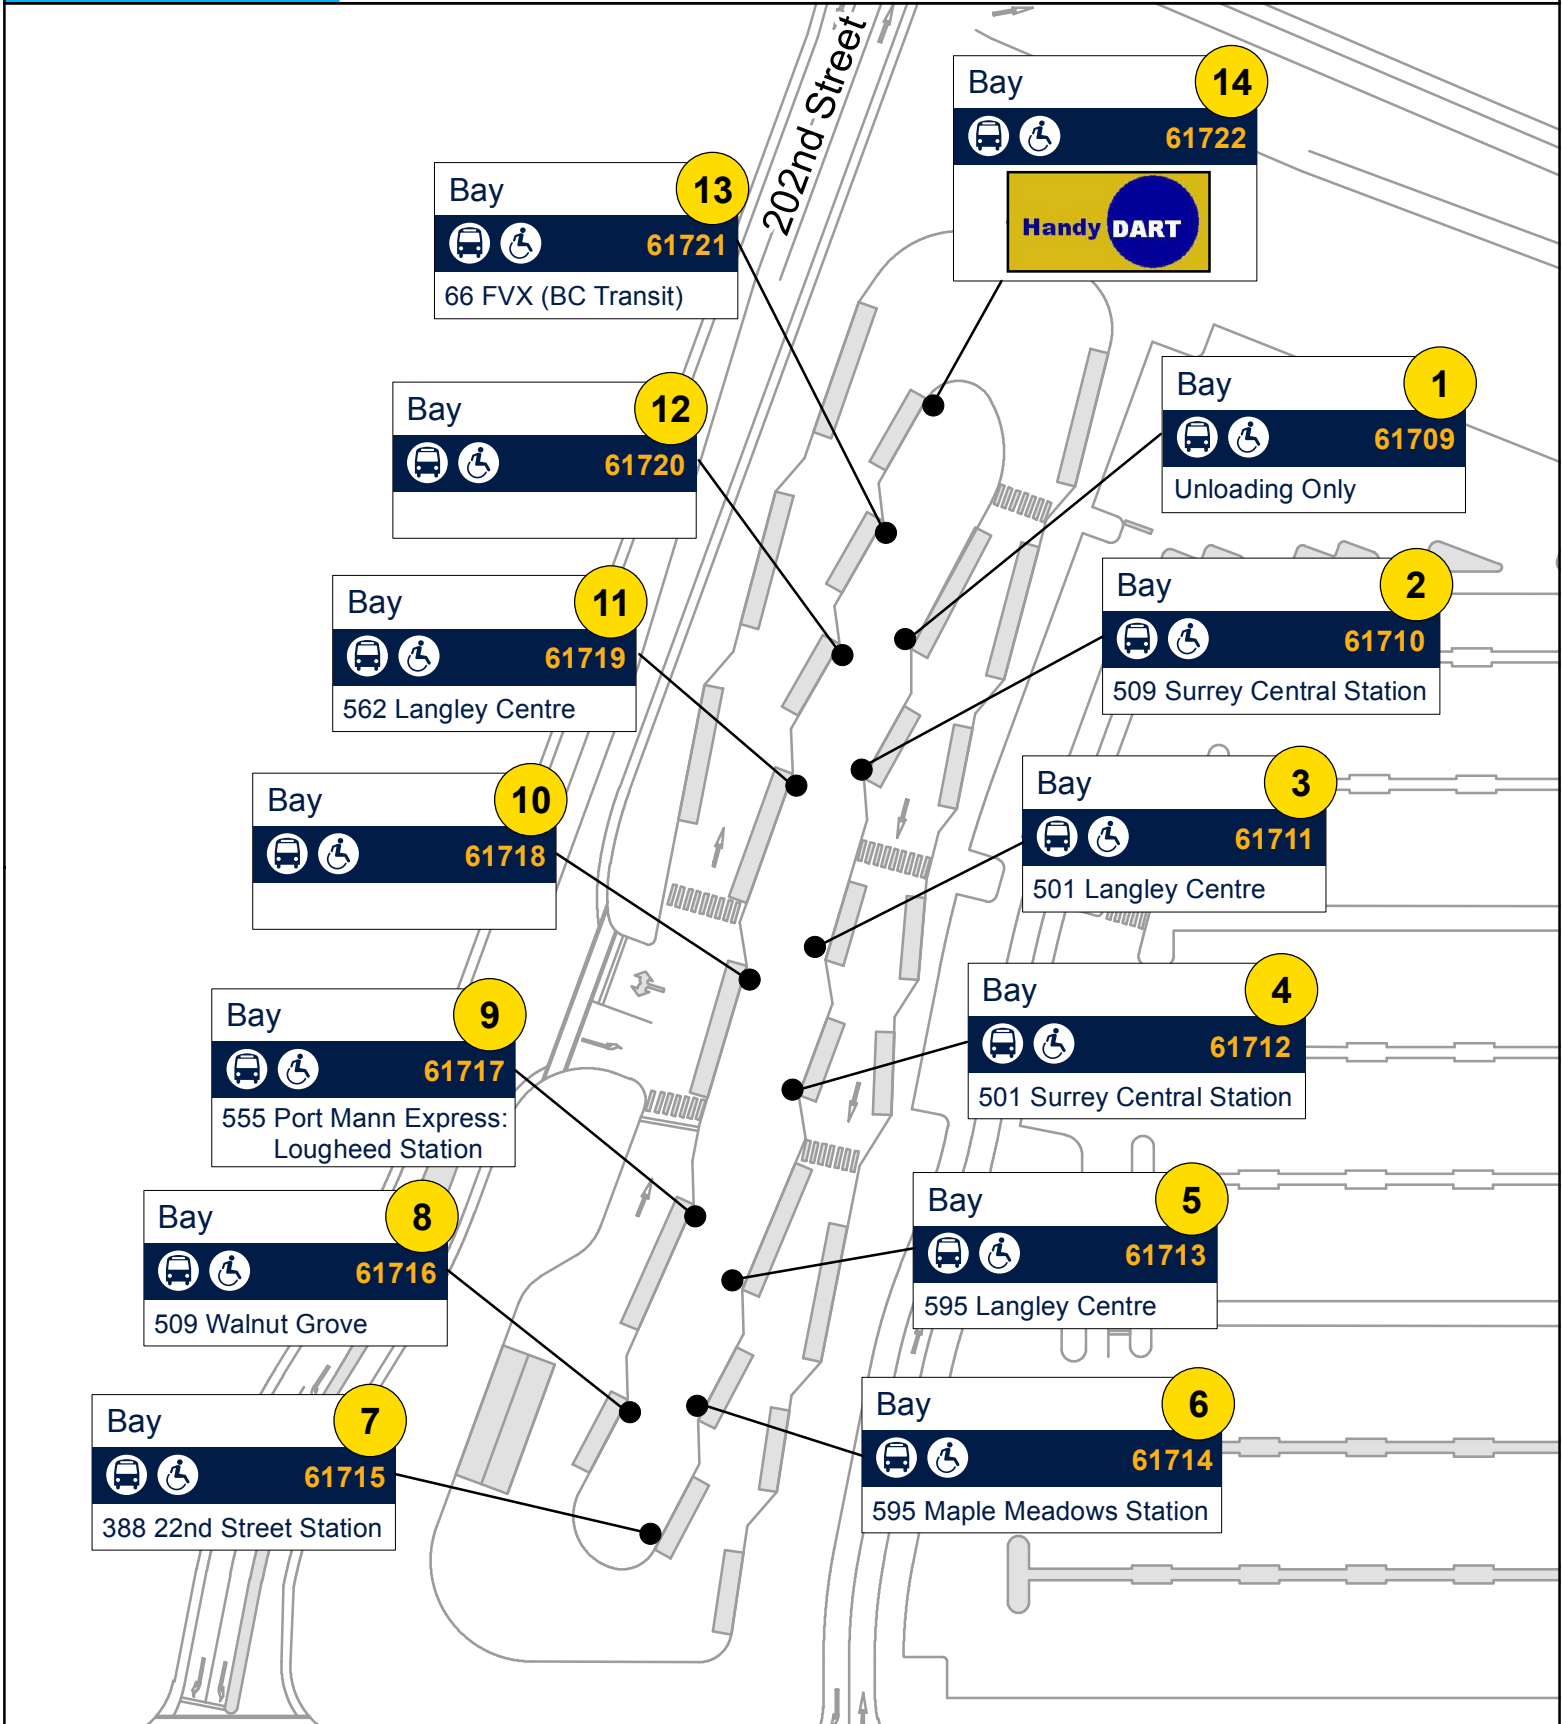 202nd Street
Bay 14
61722
Handy DART
Bay 13
61721
66 FVX (BC Transit)
Bay 1
61709
Unloading Only
Bay 12
61720
Bay 2
61710
509 Surrey Central Station
Bay 11
61719
562 Langley Centre
Bay 3
61711
501 Langley Centre
Bay 10
61718
Bay 4
61712
501 Surrey Central Station
Bay 9
61717
555 Port Mann Express:
Lougheed Station
Bay 5
61713
595 Langley Centre
Bay 8
61716
509 Walnut Grove
Bay 6
61714
595 Maple Meadows Station
Bay 7
61715
388 22nd Street Station